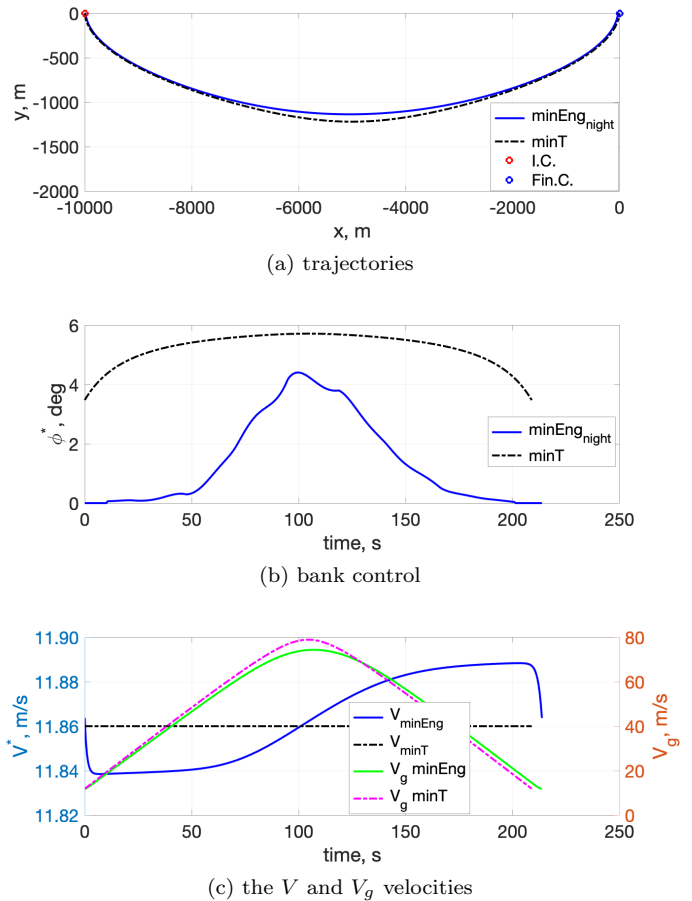 0
-500
-1000
-1500
-2000
y, m
-10000 -8000 -6000 -4000 -2000 0
x, m
minEng_night
minT
I.C.
Fin.C.
(a) trajectories
6
4
2
0
ϕ*, deg
0 50 100 150 200 250
time, s
minEng_night
minT
(b) bank control
11.90
11.88
11.86
11.84
11.82
V*, m/s
80
60
40
20
0
V_g, m/s
0 50 100 150 200 250
time, s
V_minEng
V_minT
V_g minEng
V_g minT
(c) the V and V_g velocities